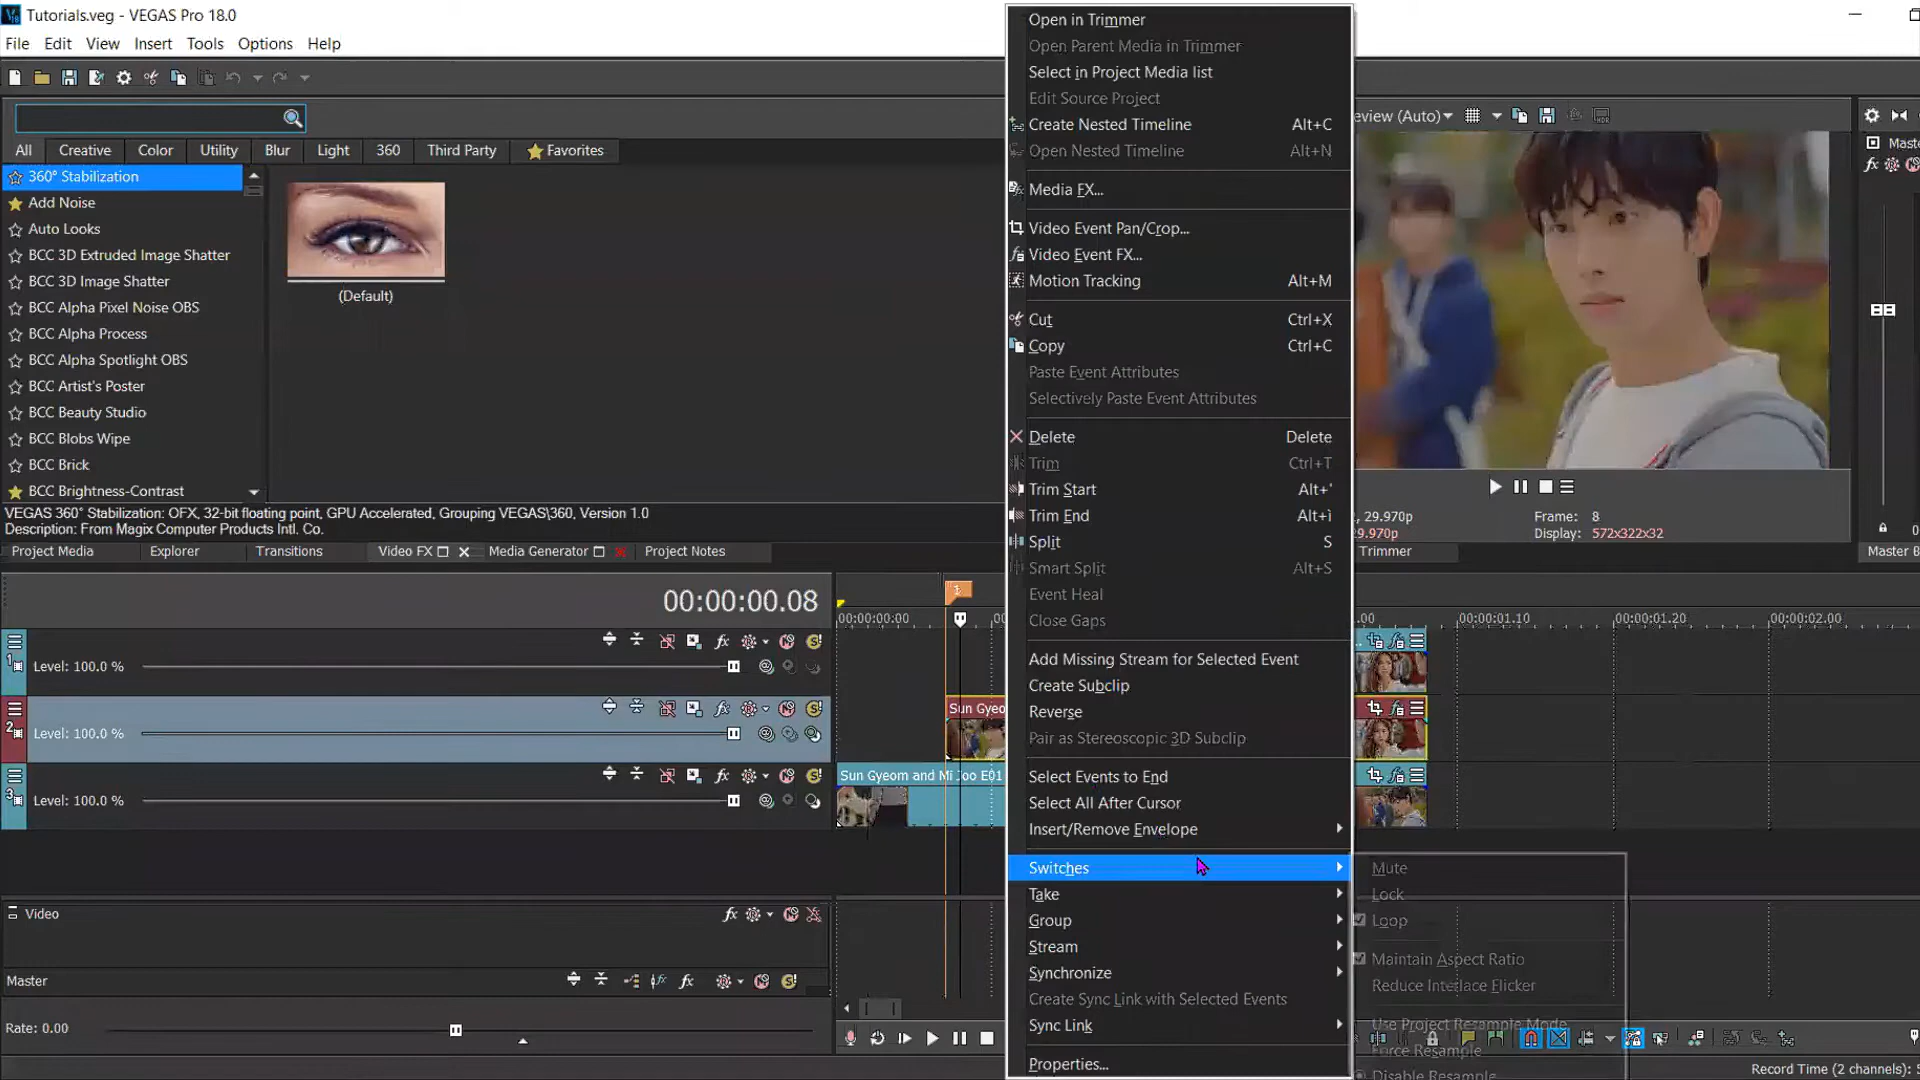 Tutorials.veg - VEGAS Pro 18.0
File Edit View Insert Tools Options Help
All Creative Color Utility Blur Light 360 Third Party Favorites
360° Stabilization
Add Noise
Auto Looks
BCC 3D Extruded Image Shatter
BCC 3D Image Shatter
BCC Alpha Pixel Noise OBS
BCC Alpha Process
BCC Alpha Spotlight OBS
BCC Artist's Poster
BCC Beauty Studio
BCC Blobs Wipe
BCC Brick
BCC Brightness-Contrast
(Default)
VEGAS 360° Stabilization: OFX, 32-bit floating point, GPU Accelerated, Grouping VEGAS\360, Version 1.0
Description: From Magix Computer Products Intl. Co.
Project Media Explorer Transitions Video FX Media Generator Project Notes
Open in Trimmer
Open Parent Media in Trimmer
Select in Project Media list
Edit Source Project
Create Nested Timeline Alt+C
Open Nested Timeline Alt+N
Media FX...
Video Event Pan/Crop...
Video Event FX...
Motion Tracking Alt+M
Cut Ctrl+X
Copy Ctrl+C
Paste Event Attributes
Selectively Paste Event Attributes
Delete Delete
Trim Ctrl+T
Trim Start Alt+'
Trim End Alt+ì
Split S
Smart Split Alt+S
Event Heal
Close Gaps
Add Missing Stream for Selected Event
Create Subclip
Reverse
Pair as Stereoscopic 3D Subclip
Select Events to End
Select All After Cursor
Insert/Remove Envelope
Switches
Take
Group
Stream
Synchronize
Create Sync Link with Selected Events
Sync Link
Properties...
Mute
Lock
Loop
Maintain Aspect Ratio
Reduce Interlace Flicker
Use Project Resample Mode
Force Resample
Disable Resample
eview (Auto)
Maste
2, 29.970p
29.970p
Frame: 8
Display: 572x322x32
Trimmer
Master B
00:00:00.08
1
00:00:00.00
.00 00:00:01.10 00:00:01.20 00:00:02.00
1
Level: 100.0 %
2
Level: 100.0 %
Sun Gyeo
3
Level: 100.0 %
Sun Gyeom and Mi Joo E01
Video
Master
Rate: 0.00
Record Time (2 channels):